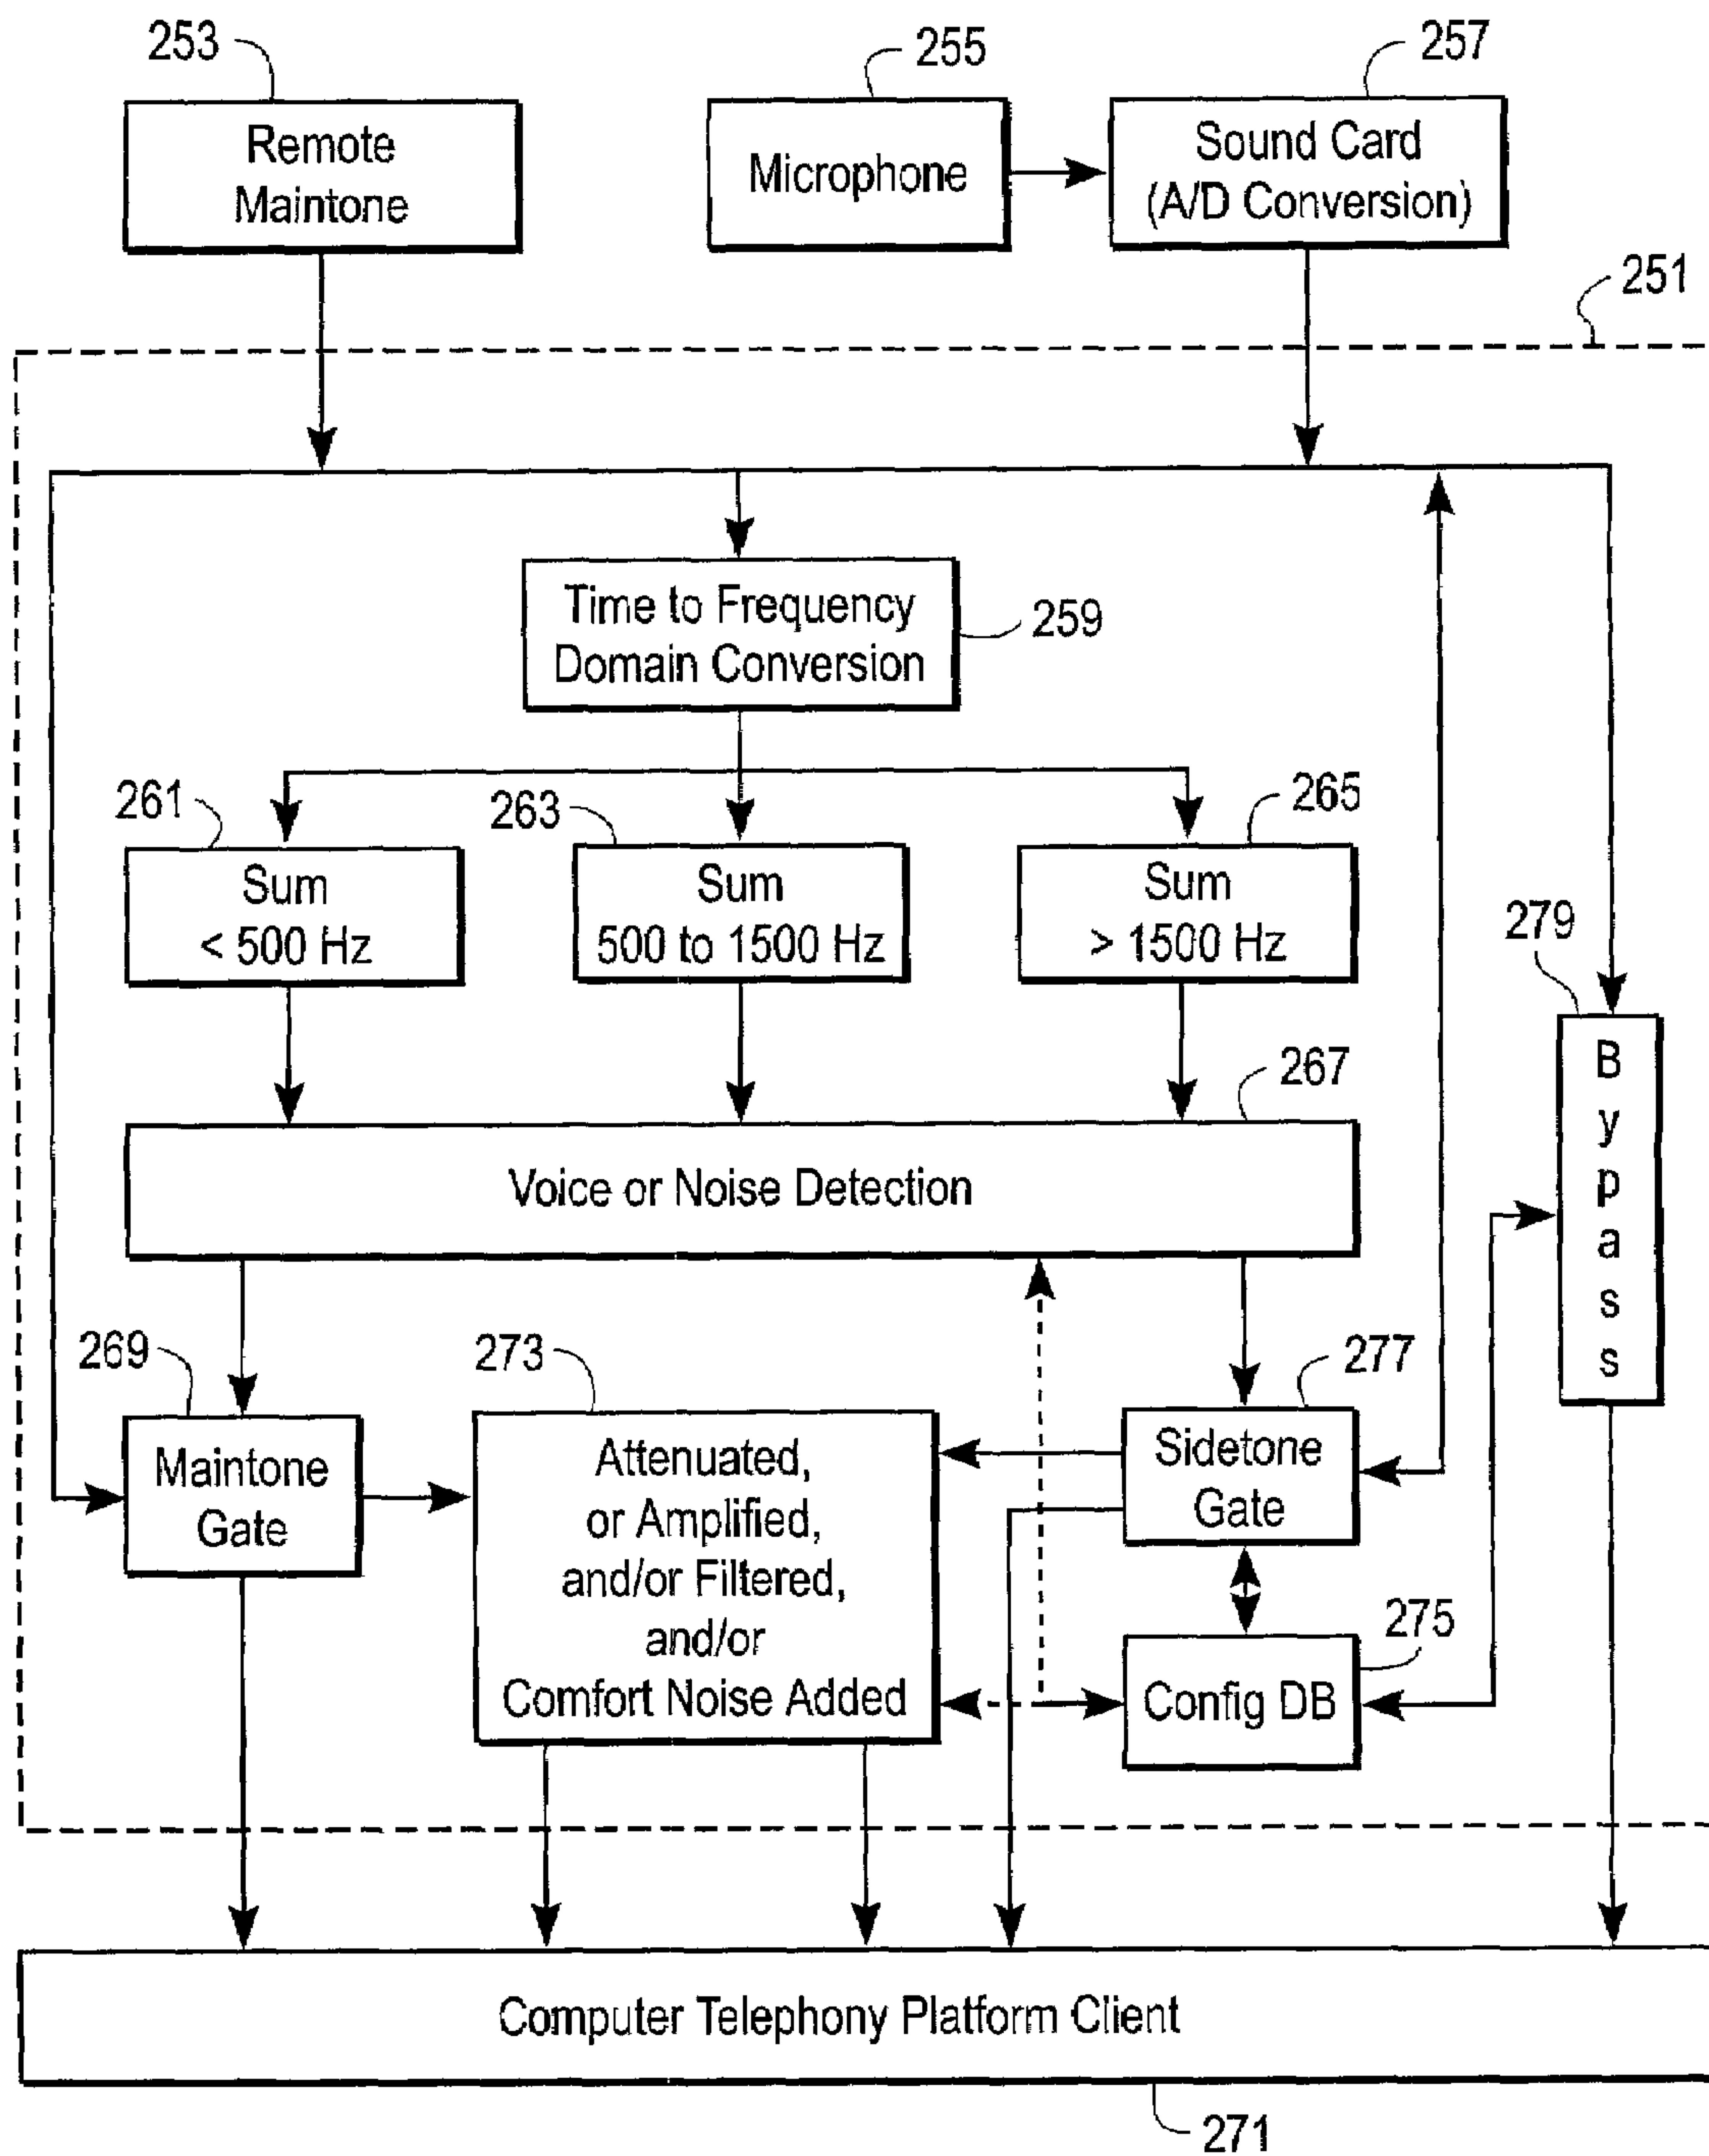 253
255
257
Remote
Maintone
Microphone
Sound Card
(A/D Conversion)
251
Time to Frequency
Domain Conversion
259
261
263
265
Sum
< 500 Hz
Sum
500 to 1500 Hz
Sum
> 1500 Hz
279
Bypass
267
Voice or Noise Detection
269
273
277
Maintone
Gate
Attenuated,
or Amplified,
and/or Filtered,
and/or
Comfort Noise Added
Sidetone
Gate
275
Config DB
Computer Telephony Platform Client
271